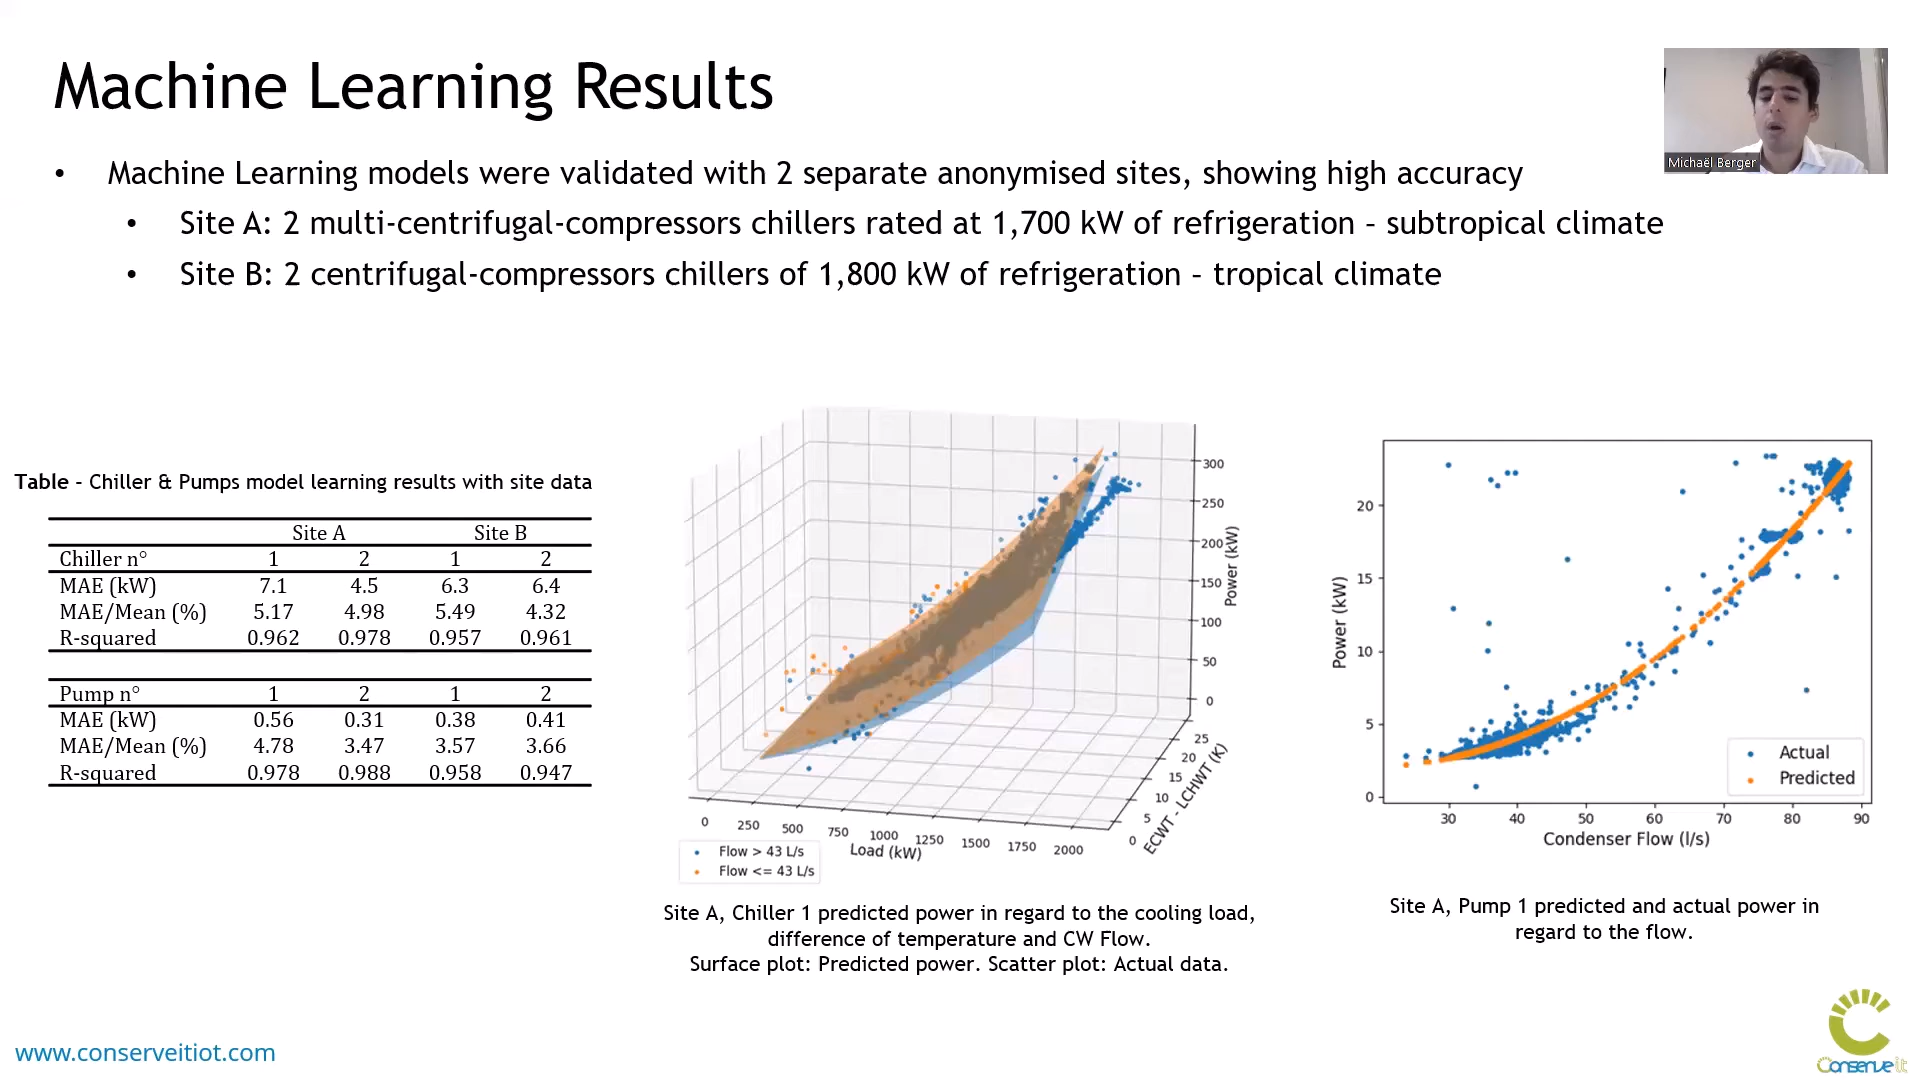 Machine Learning Results
Michaël Berger
• Machine Learning models were validated with 2 separate anonymised sites, showing high accuracy
• Site A: 2 multi-centrifugal-compressors chillers rated at 1,700 kW of refrigeration – subtropical climate
• Site B: 2 centrifugal-compressors chillers of 1,800 kW of refrigeration – tropical climate
Table - Chiller & Pumps model learning results with site data
Site A Site B
Chiller n° 1 2 1 2
MAE (kW) 7.1 4.5 6.3 6.4
MAE/Mean (%) 5.17 4.98 5.49 4.32
R-squared 0.962 0.978 0.957 0.961
Pump n° 1 2 1 2
MAE (kW) 0.56 0.31 0.38 0.41
MAE/Mean (%) 4.78 3.47 3.57 3.66
R-squared 0.978 0.988 0.958 0.947
300
250
200
150
100
50
0
Power (kW)
25
20
15
10
5
0
ECWT - LCHWT (K)
0 250 500 750 1000 1250 1500 1750 2000
Load (kW)
Flow > 43 L/s
Flow <= 43 L/s
Site A, Chiller 1 predicted power in regard to the cooling load,
difference of temperature and CW Flow.
Surface plot: Predicted power. Scatter plot: Actual data.
20
15
10
5
0
Power (kW)
Actual
Predicted
30 40 50 60 70 80 90
Condenser Flow (l/s)
Site A, Pump 1 predicted and actual power in
regard to the flow.
www.conserveitiot.com
Conserve it